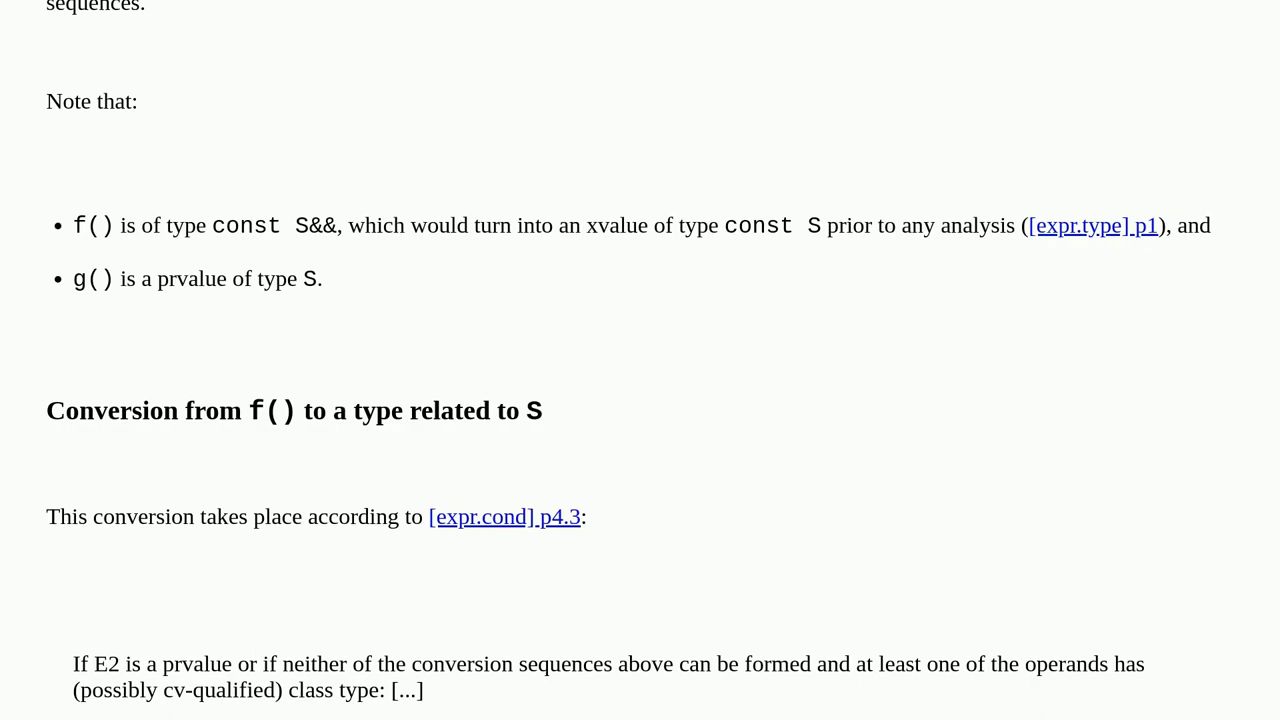 sequences.
Note that:
• f() is of type const S&&, which would turn into an xvalue of type const S prior to any analysis ([expr.type] p1), and
• g() is a prvalue of type S.
Conversion from f() to a type related to S
This conversion takes place according to [expr.cond] p4.3:
If E2 is a prvalue or if neither of the conversion sequences above can be formed and at least one of the operands has
(possibly cv-qualified) class type: [...]